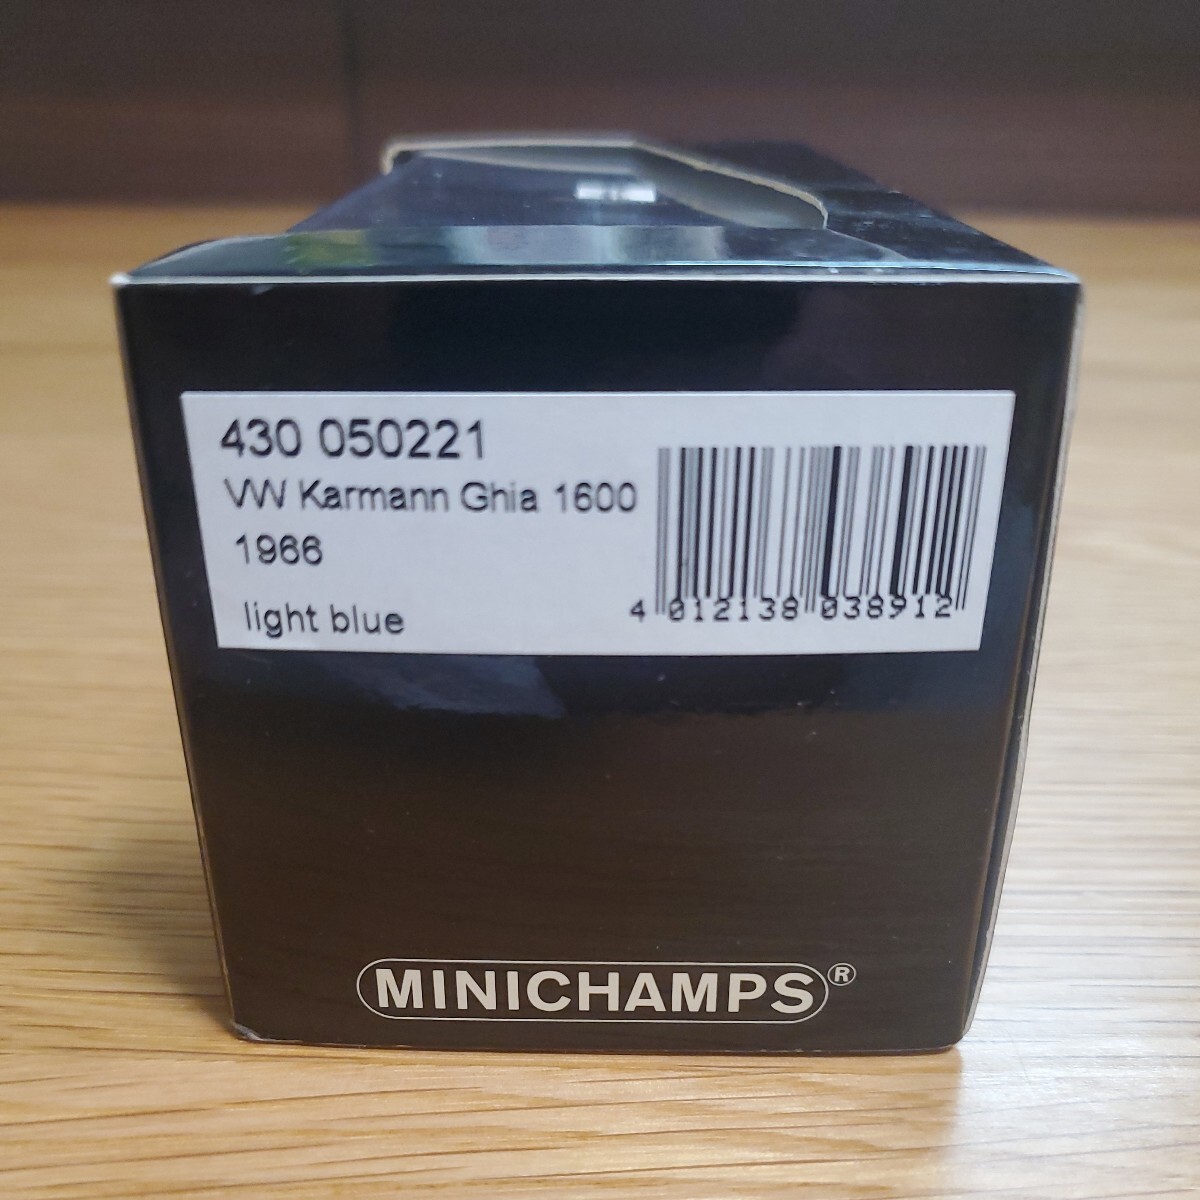 430 050221
VW Karmann Ghia 1600
1966
light blue
4 012138 038912
MINICHAMPS®